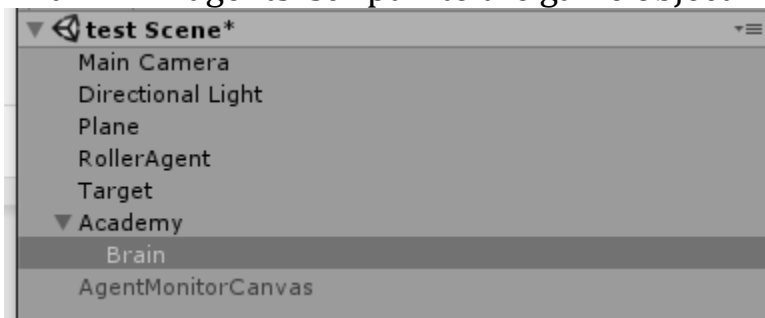 test Scene*
Main Camera
Directional Light
Plane
RollerAgent
Target
Academy
Brain
AgentMonitorCanvas